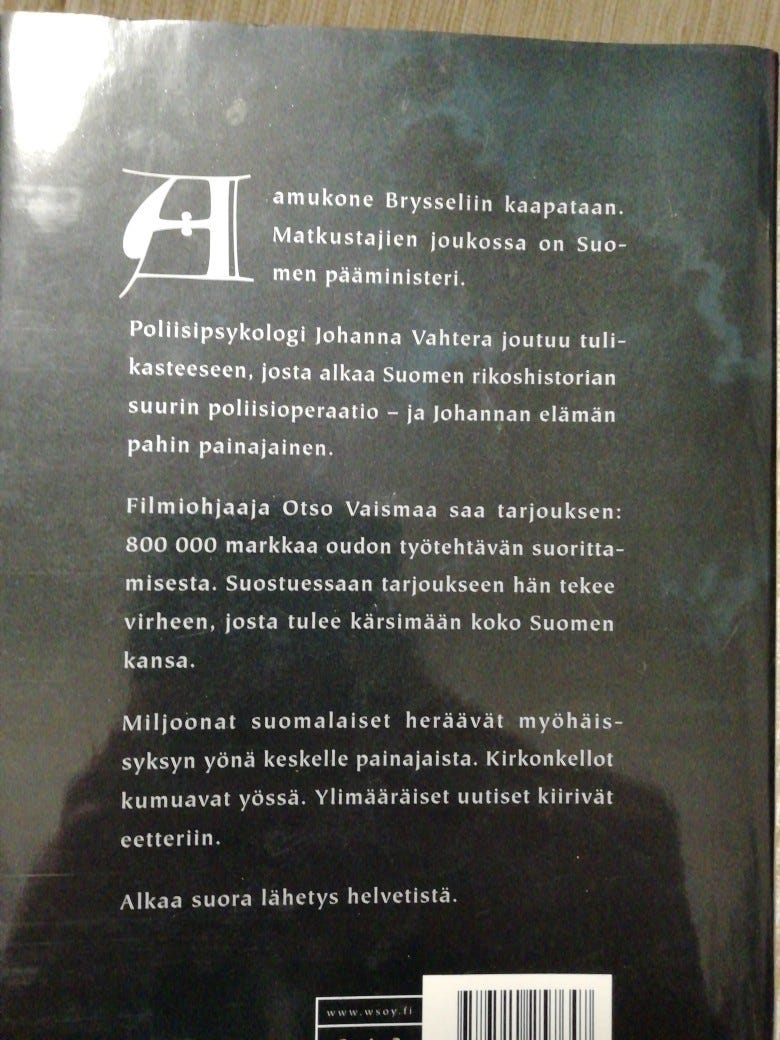 Aamukone Brysseliin kaapataan.
Matkustajien joukossa on Suo-
men pääministeri.
Poliisipsykologi Johanna Vahtera joutuu tuli-
kasteeseen, josta alkaa Suomen rikoshistorian
suurin poliisioperaatio – ja Johannan elämän
pahin painajainen.
Filmiohjaaja Otso Vaismaa saa tarjouksen:
800 000 markkaa oudon työtehtävän suoritta-
misesta. Suostuessaan tarjoukseen hän tekee
virheen, josta tulee kärsimään koko Suomen
kansa.
Miljoonat suomalaiset heräävät myöhäis-
syksyn yönä keskelle painajaista. Kirkonkellot
kumuavat yössä. Ylimääräiset uutiset kiirivät
eetteriin.
Alkaa suora lähetys helvetistä.
www.wsoy.fi